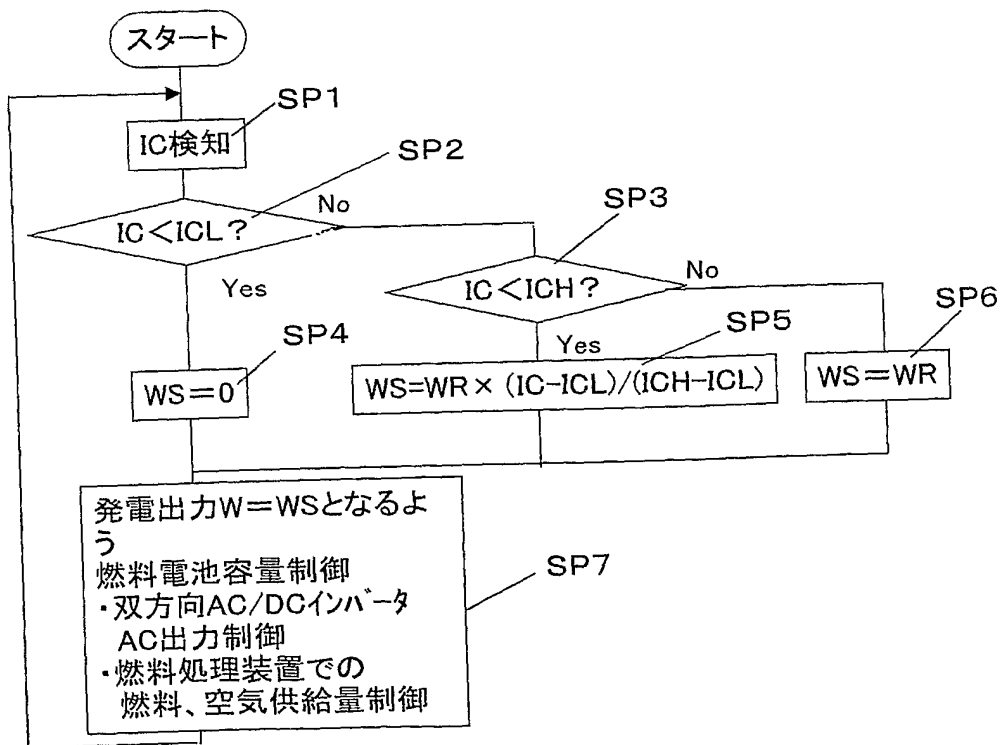 スタート
SP1
IC検知
SP2
IC<ICL?
No
Yes
SP3
IC<ICH?
No
Yes
SP4
WS=0
SP5
WS=WR×(IC-ICL)/(ICH-ICL)
SP6
WS=WR
発電出力W=WSとなるよ
う
燃料電池容量制御
・双方向AC/DCインバータ
AC出力制御
・燃料処理装置での
燃料、空気供給量制御
SP7